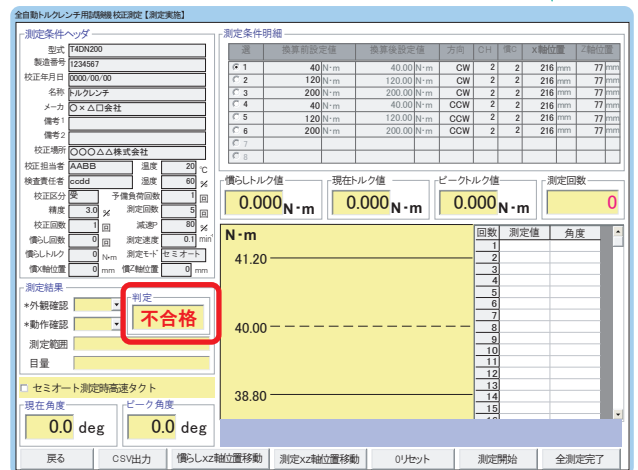 全自動トルクレンチ用試験機 校正測定【測定実施】
測定条件ヘッダ
型式 T4DN200
製造番号 1234567
校正年月日 0000/00/00
名称 トルクレンチ
メーカ ○×△口会社
備考1
備考2
校正場所 ○○○△△株式会社
校正担当者 AABB 温度 20 ℃
検査責任者 ccdd 湿度 60 %
校正区分 受 予備負荷回数 1 回
精度 3.0 % 測定回数 5 回
校正回数 1 回 減速P 80 %
慣らし回数 0 回 測定速度 0.1 min
慣らしトルク 0 N・m 測定モード セミオート
慣X軸位置 0 mm 慣Z軸位置 0 mm
測定条件明細
選 換算前設定値 換算後設定値 方向 CH 慣C x軸位置 Z軸位置
1 40 N・m 40.00 N・m CW 2 2 216 mm 77 mm
2 120 N・m 120.00 N・m CW 2 2 216 mm 77 mm
3 200 N・m 200.00 N・m CW 2 2 216 mm 77 mm
4 40 N・m 40.00 N・m CCW 2 2 216 mm 77 mm
5 120 N・m 120.00 N・m CCW 2 2 216 mm 77 mm
6 200 N・m 200.00 N・m CCW 2 2 216 mm 77 mm
7
8
慣らしトルク値 現在トルク値 ピークトルク値 測定回数
0.000 N・m 0.000 N・m 0.000 N・m 0
N・m
41.20
40.00
38.80
回数 測定値 角度
1
2
3
4
5
6
7
8
9
10
11
12
13
14
15
測定結果
*外観確認
*動作確認
判定
不合格
測定範囲
目量
セミオート測定時高速タクト
現在角度 ピーク角度
0.0 deg 0.0 deg
戻る CSV出力 慣らしxz軸位置移動 測定xz軸位置移動 0リセット 測定開始 全測定完了